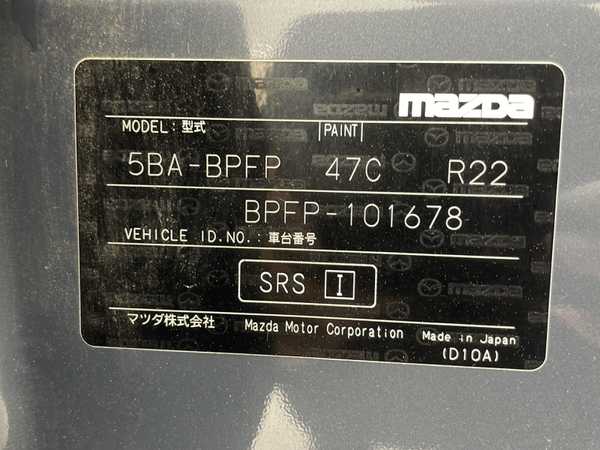 mazda
MODEL:型式 |PAINT|
5BA-BPFP 47C R22
BPFP-101678
VEHICLE ID.NO.:車台番号
SRS I
マツダ株式会社 Mazda Motor Corporation Made in Japan
(D10A)